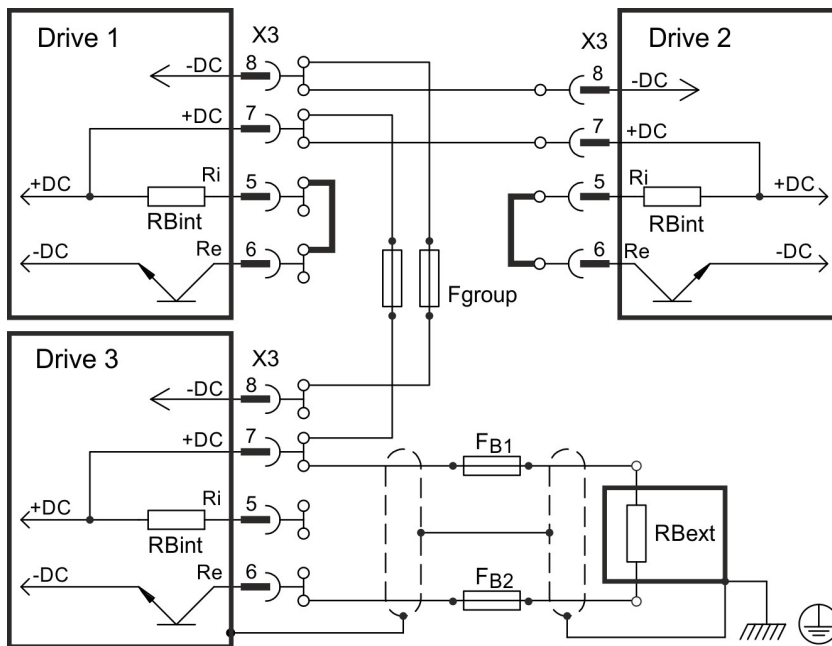 Drive 1
X3
8
-DC
7
+DC
+DC
Ri
5
RBint
-DC
Re
6
X3
Drive 2
8
-DC
7
+DC
5
Ri
+DC
RBint
6
Re
-DC
Fgroup
Drive 3
X3
8
-DC
7
+DC
+DC
Ri
5
RBint
-DC
Re
6
FB1
RBext
FB2